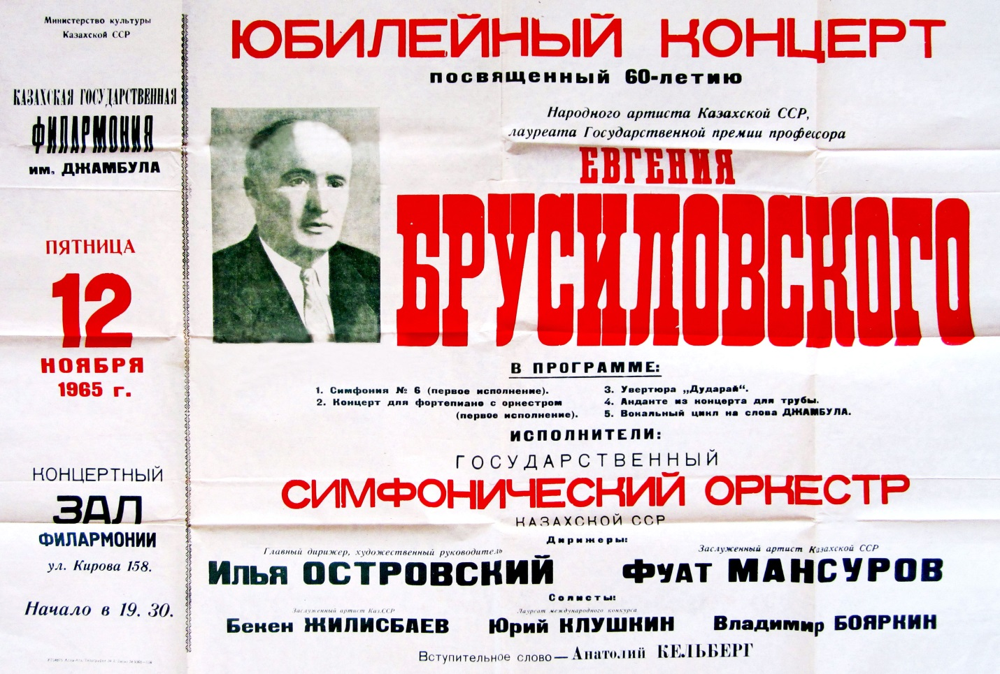 Министерство культуры
Казахской ССР
КАЗАХСКАЯ ГОСУДАРСТВЕННАЯ
ФИЛАРМОНИЯ
им. ДЖАМБУЛА
ПЯТНИЦА
12
НОЯБРЯ
1965 г.
КОНЦЕРТНЫЙ
ЗАЛ
ФИЛАРМОНИИ
ул. Кирова 158.
Начало в 19. 30.
ЮБИЛЕЙНЫЙ КОНЦЕРТ
посвященный 60-летию
Народного артиста Казахской ССР,
лауреата Государственной премии профессора
ЕВГЕНИЯ
БРУСИЛОВСКОГО
В ПРОГРАММЕ:
1. Симфония № 6 (первое исполнение).
2. Концерт для фортепиано с оркестром
(первое исполнение).
3. Увертюра „Дударай“.
4. Анданте из концерта для трубы.
5. Вокальный цикл на слова ДЖАМБУЛА.
ИСПОЛНИТЕЛИ:
ГОСУДАРСТВЕННЫЙ
СИМФОНИЧЕСКИЙ ОРКЕСТР
КАЗАХСКОЙ ССР
Дирижеры:
Главный дирижер, художественный руководитель
Илья ОСТРОВСКИЙ
Заслуженный артист Казахской ССР
Фуат МАНСУРОВ
Солисты:
Заслуженный артист Каз.ССР
Бекен ЖИЛИСБАЕВ
Лауреат международного конкурса
Юрий КЛУШКИН
Владимир БОЯРКИН
Вступительное слово — Анатолий КЕЛЬБЕРГ